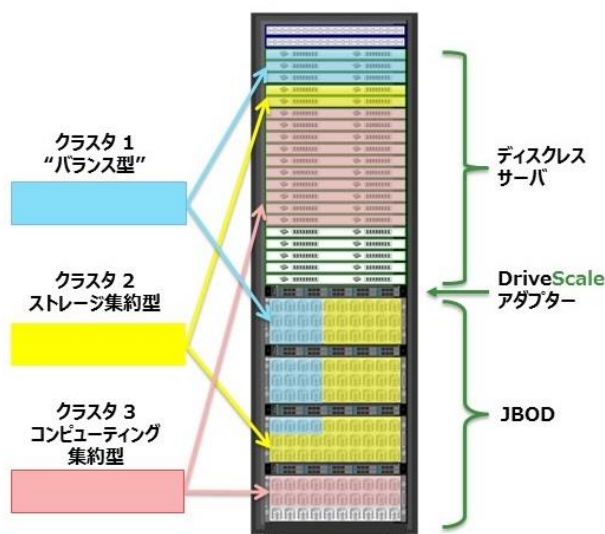 クラスタ 1
“バランス型”
クラスタ 2
ストレージ集約型
クラスタ 3
コンピューティング
集約型
ディスクレス
サーバ
DriveScale
アダプター
JBOD